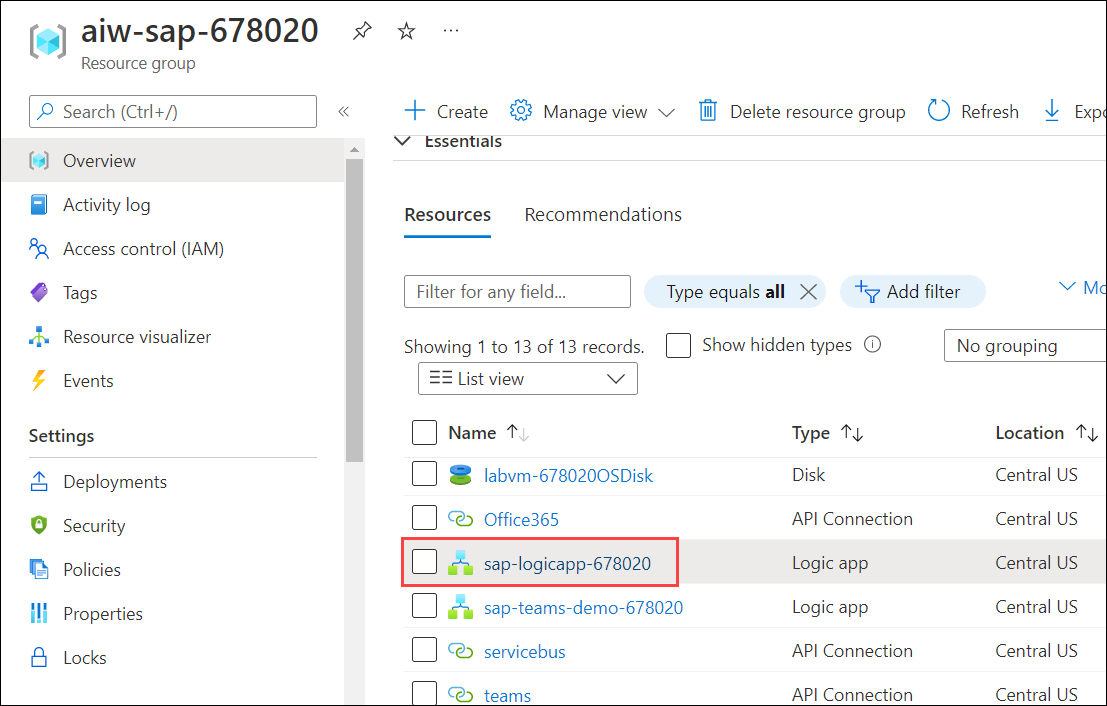 aiw-sap-678020
Resource group
Search (Ctrl+/)
Overview
Activity log
Access control (IAM)
Tags
Resource visualizer
Events
Settings
Deployments
Security
Policies
Properties
Locks
Create Manage view Delete resource group Refresh Expo
Essentials
Resources Recommendations
Filter for any field... Type equals all Add filter Mo
Showing 1 to 13 of 13 records. Show hidden types No grouping
List view
Name Type Location
labvm-678020OSDisk Disk Central US
Office365 API Connection Central US
sap-logicapp-678020 Logic app Central US
sap-teams-demo-678020 Logic app Central US
servicebus API Connection Central US
teams API Connection Central US